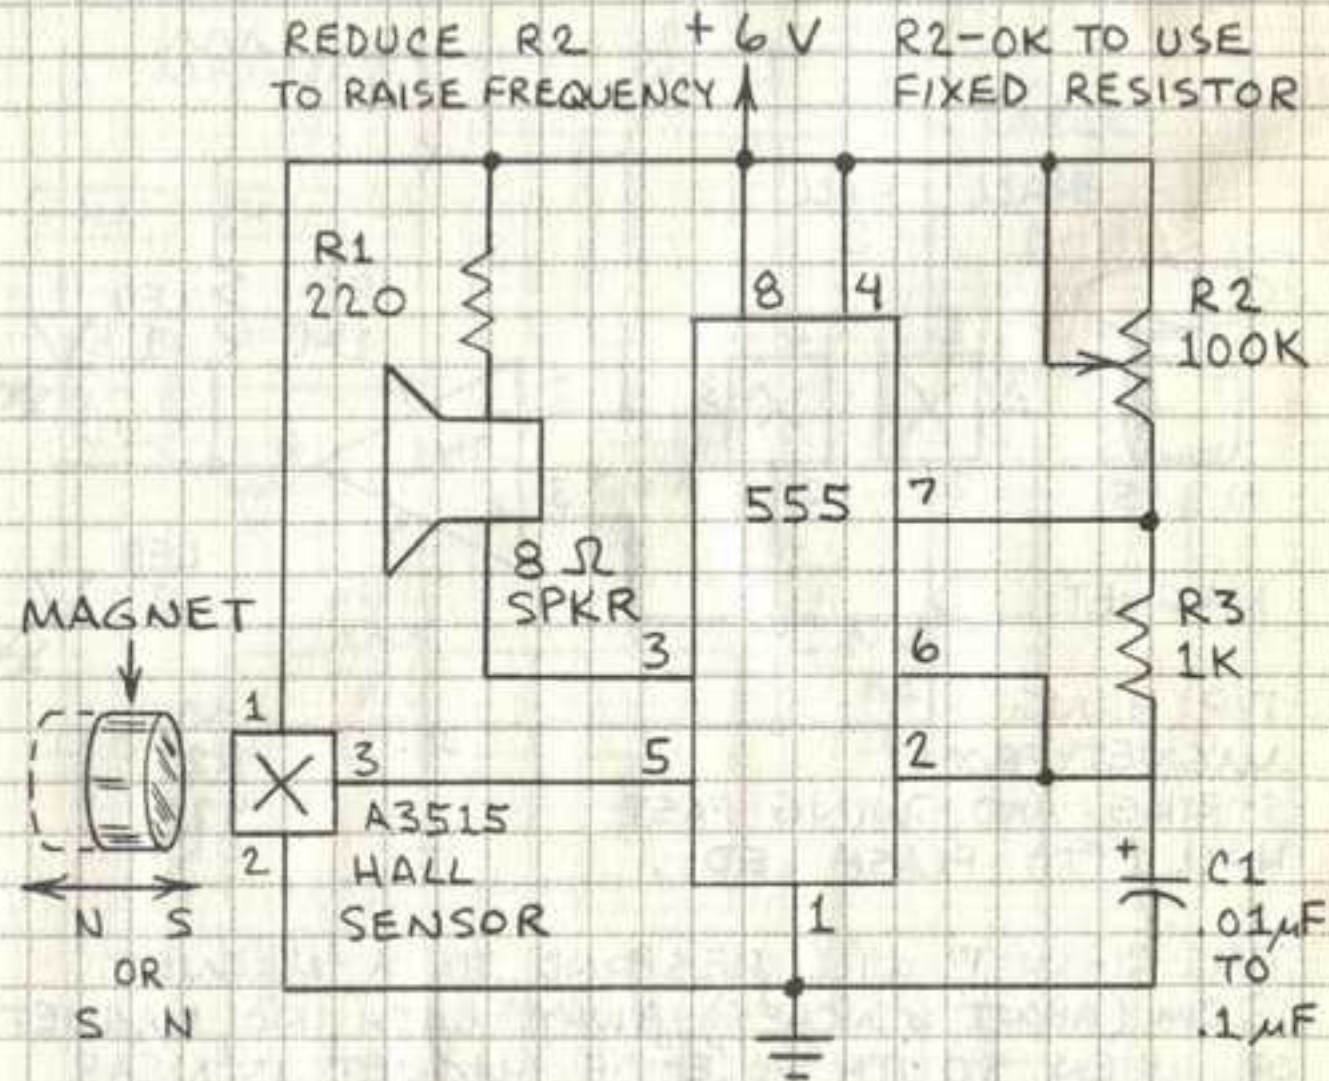 REDUCE R2
TO RAISE FREQUENCY
+6V
R2-OK TO USE
FIXED RESISTOR
R1
220
8
4
R2
100K
555
7
8 Ω
SPKR
3
6
R3
1K
MAGNET
1
3
5
2
A3515
HALL
SENSOR
2
+
C1
.01µF
TO
.1µF
1
N S
OR
S N